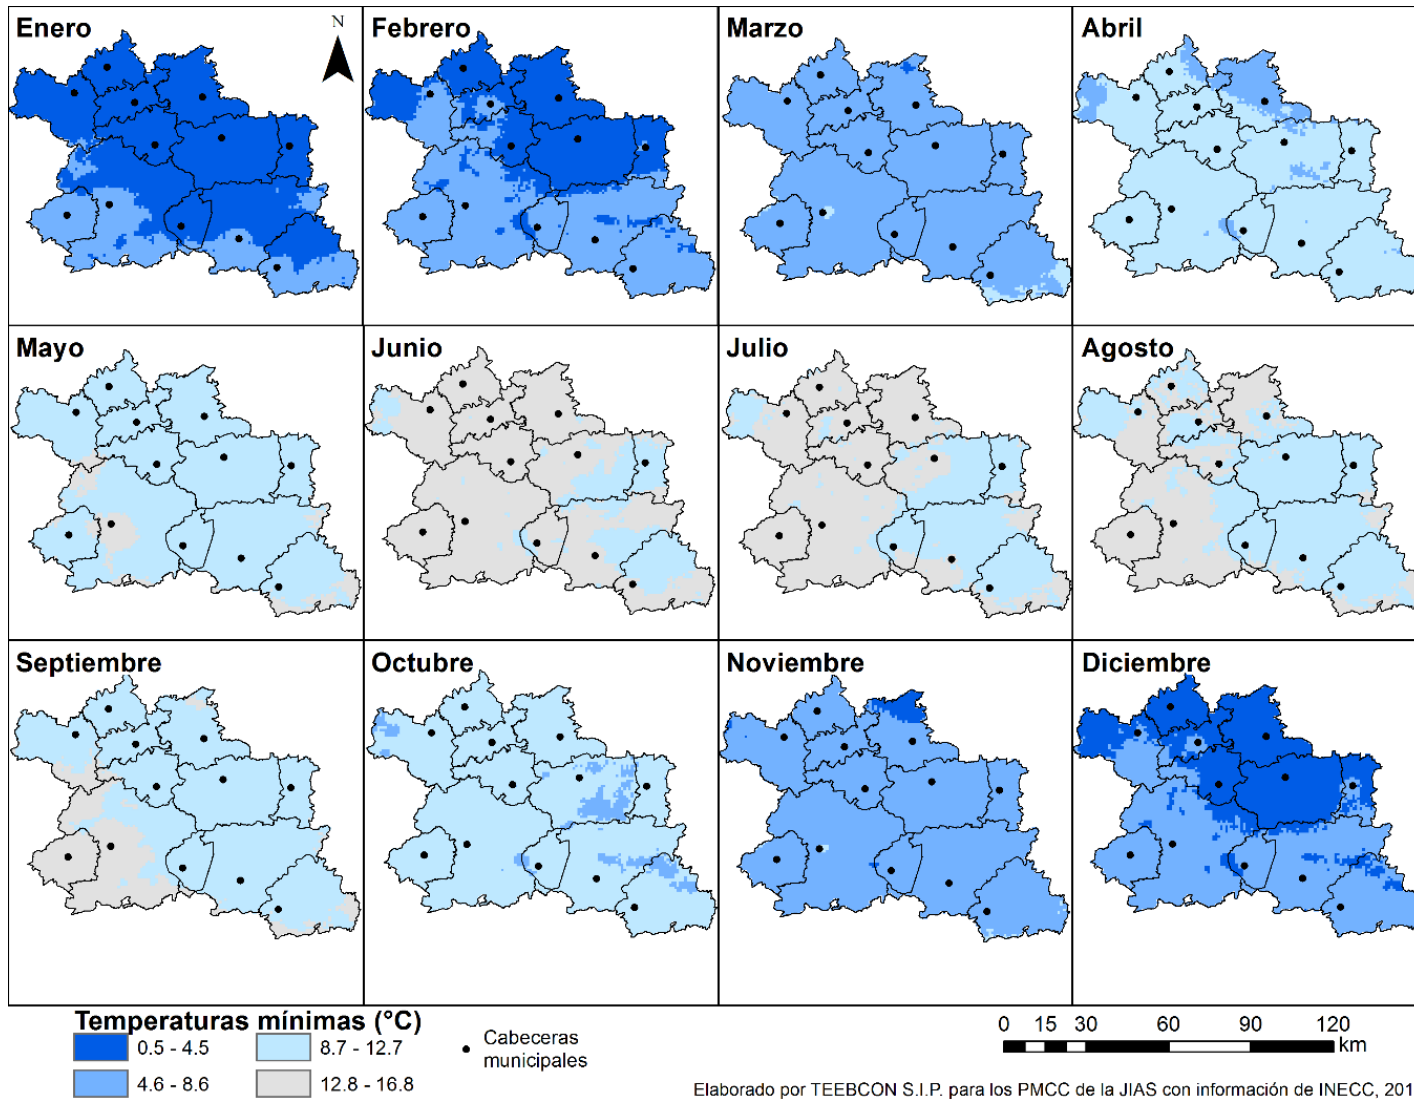 Enero
N
Febrero
Marzo
Abril
Mayo
Junio
Julio
Agosto
Septiembre
Octubre
Noviembre
Diciembre
Temperaturas mínimas (°C)
0.5 - 4.5
8.7 - 12.7
4.6 - 8.6
12.8 - 16.8
Cabeceras
municipales
0 15 30 60 90 120
km
Elaborado por TEEBCON S.I.P. para los PMCC de la JIAS con información de INECC, 201